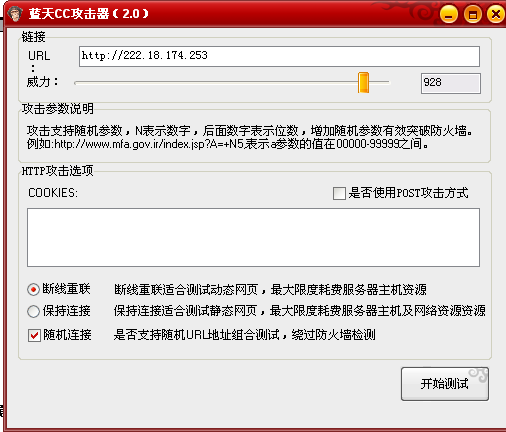 蓝天CC攻击器(2.0)
链接
URL
:
http://222.18.174.253
威力:
928
攻击参数说明
攻击支持随机参数，N表示数字，后面数字表示位数，增加随机参数有效突破防火墙。
例如:http://www.mfa.gov.ir/index.jsp?A=+N5,表示a参数的值在00000-99999之间。
HTTP攻击选项
COOKIES:
是否使用POST攻击方式
断线重联 断线重联适合测试动态网页，最大限度耗费服务器主机资源
保持连接 保持连接适合测试静态网页，最大限度耗费服务器主机及网络资源资源
随机连接 是否支持随机URL地址组合测试，绕过防火墙检测
开始测试